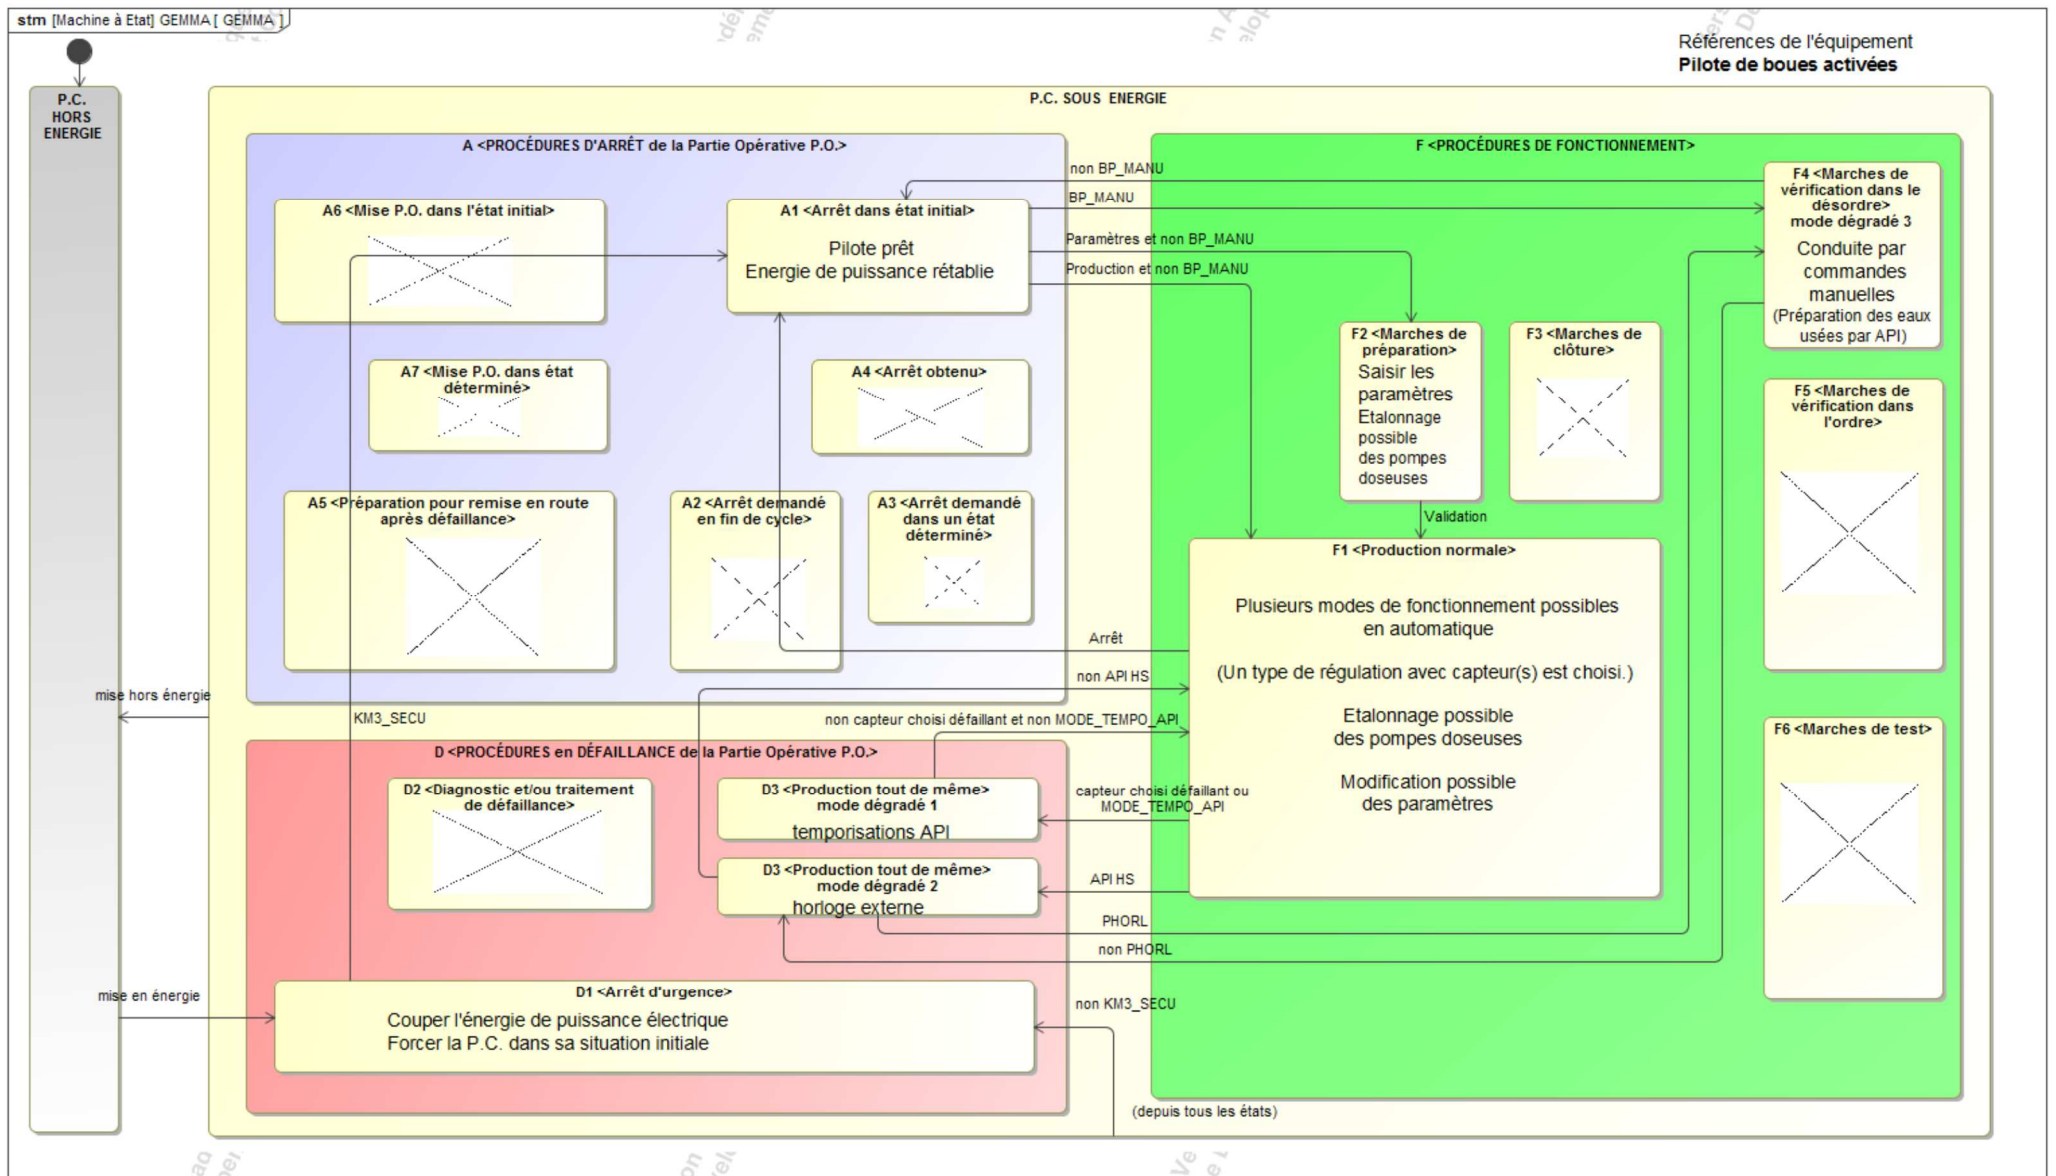 stm [Machine à Etat] GEMMA [ GEMMA ]
Références de l'équipement
Pilote de boues activées
P.C.
HORS
ENERGIE
P.C. SOUS ENERGIE
A <PROCÉDURES D'ARRÊT de la Partie Opérative P.O.>
F <PROCÉDURES DE FONCTIONNEMENT>
non BP_MANU
BP_MANU
Paramètres et non BP_MANU
Production et non BP_MANU
A6 <Mise P.O. dans l'état initial>
A1 <Arrêt dans état initial>
Pilote prêt
Energie de puissance rétablie
F4 <Marches de
vérification dans le
désordre>
mode dégradé 3
Conduite par
commandes
manuelles
(Préparation des eaux
usées par API)
A7 <Mise P.O. dans état
déterminé>
A4 <Arrêt obtenu>
F2 <Marches de
préparation>
Saisir les
paramètres
Etalonnage
possible
des pompes
doseuses
F3 <Marches de
clôture>
F5 <Marches de
vérification dans
l'ordre>
A5 <Préparation pour remise en route
après défaillance>
A2 <Arrêt demandé
en fin de cycle>
A3 <Arrêt demandé
dans un état
déterminé>
Validation
F1 <Production normale>
Plusieurs modes de fonctionnement possibles
en automatique
(Un type de régulation avec capteur(s) est choisi.)
Etalonnage possible
des pompes doseuses
Modification possible
des paramètres
Arrêt
non API HS
mise hors énergie
KM3_SECU
non capteur choisi défaillant et non MODE_TEMPO_API
F6 <Marches de test>
D <PROCÉDURES en DÉFAILLANCE de la Partie Opérative P.O.>
D2 <Diagnostic et/ou traitement
de défaillance>
D3 <Production tout de même>
mode dégradé 1
temporisations API
capteur choisi défaillant ou
MODE_TEMPO_API
D3 <Production tout de même>
mode dégradé 2
horloge externe
API HS
PHORL
non PHORL
mise en énergie
D1 <Arrêt d'urgence>
Couper l'énergie de puissance électrique
Forcer la P.C. dans sa situation initiale
non KM3_SECU
(depuis tous les états)